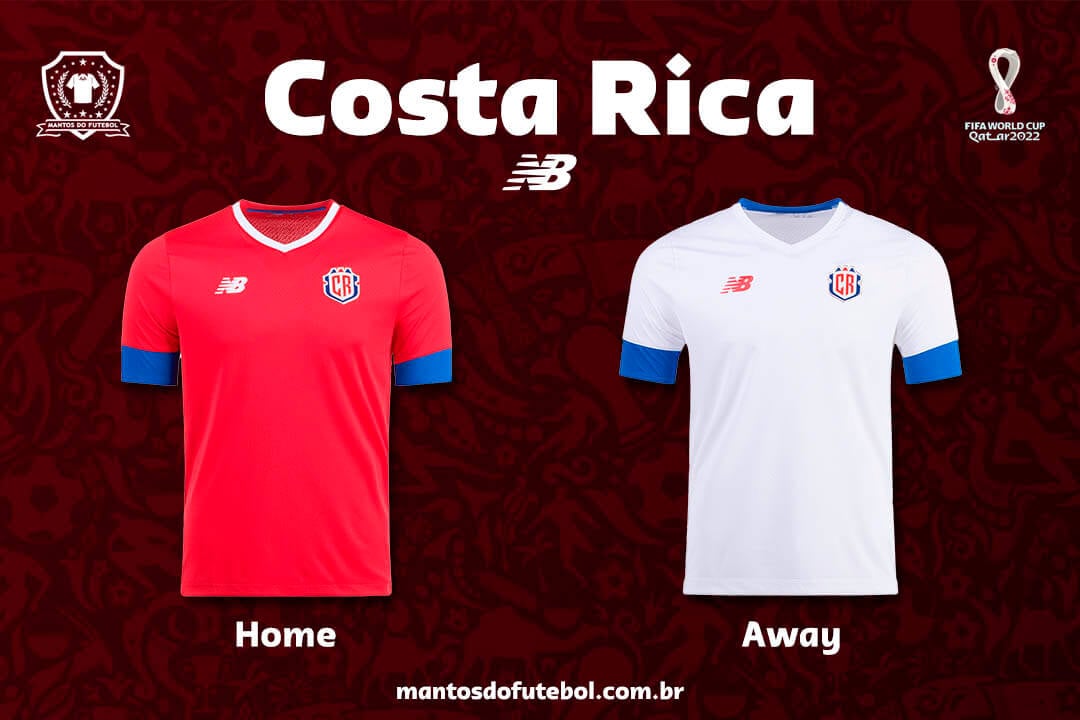 Costa Rica
MANTOS DO FUTEBOL
FIFA WORLD CUP
Qatar2022
NB
NB
CR
NB
CR
Home
Away
mantosdofutebol.com.br